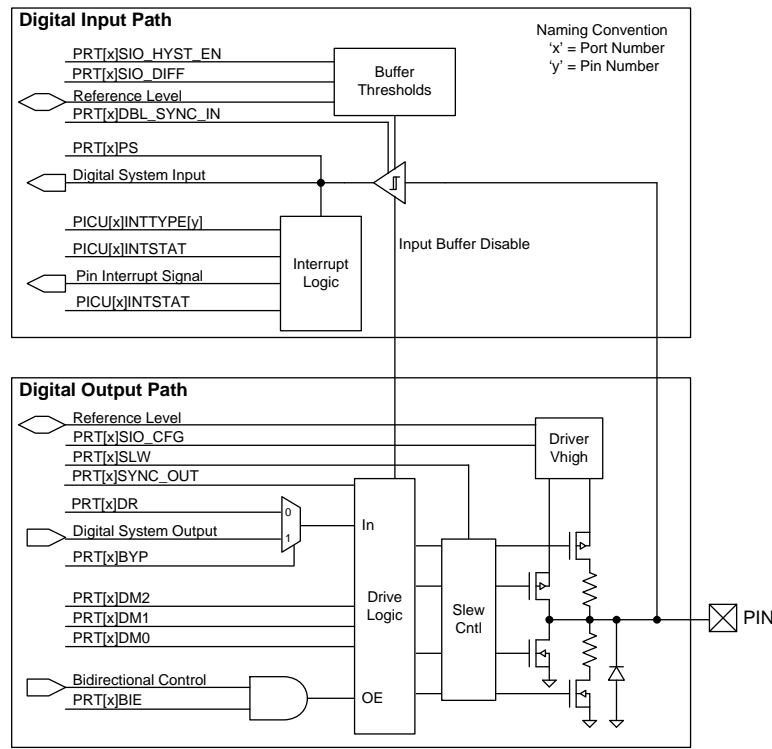 Digital Input Path
Naming Convention
'x' = Port Number
'y' = Pin Number
PRT[x]SIO_HYST_EN
PRT[x]SIO_DIFF
Reference Level
PRT[x]DBL_SYNC_IN
Buffer
Thresholds
PRT[x]PS
Digital System Input
PICU[x]INTTYPE[y]
PICU[x]INTSTAT
Pin Interrupt Signal
PICU[x]INTSTAT
Interrupt
Logic
Input Buffer Disable
Digital Output Path
Reference Level
PRT[x]SIO_CFG
PRT[x]SLW
PRT[x]SYNC_OUT
Driver
Vhigh
PRT[x]DR
Digital System Output
PRT[x]BYP
0
1
In
PRT[x]DM2
PRT[x]DM1
PRT[x]DM0
Drive
Logic
Slew
Cntl
PIN
Bidirectional Control
PRT[x]BIE
OE